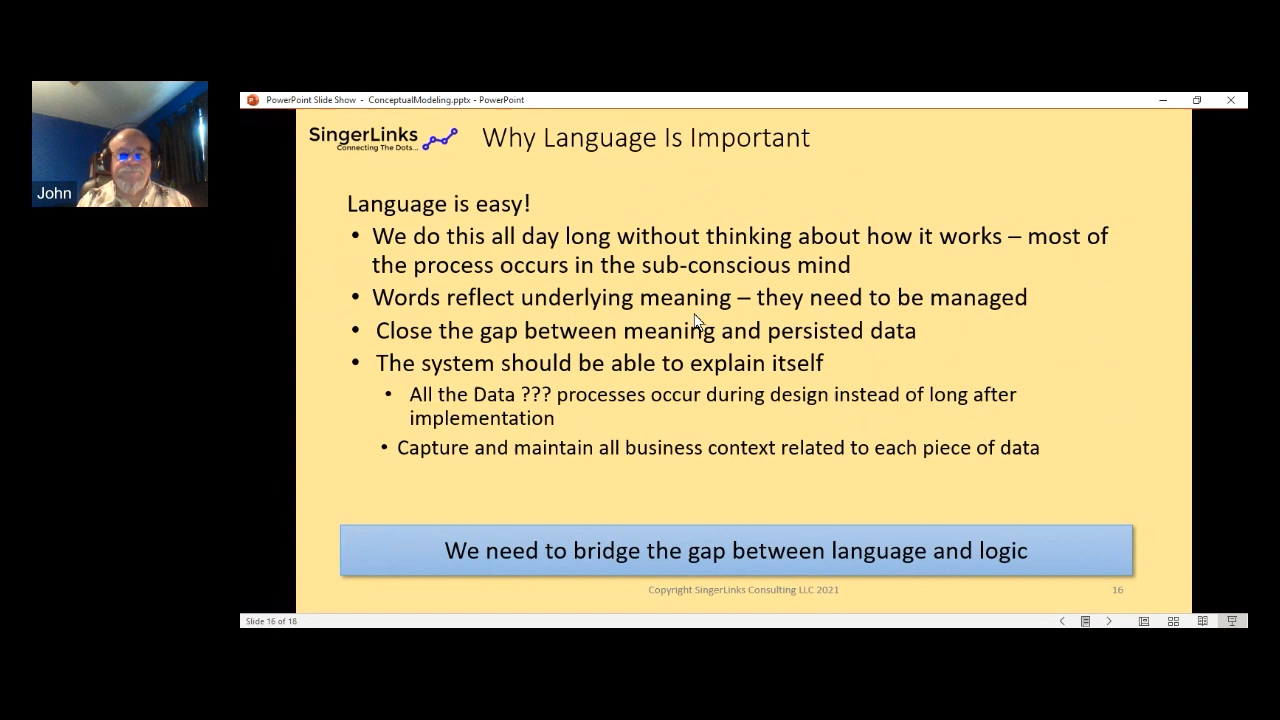 PowerPoint Slide Show - ConceptualModeling.pptx - PowerPoint
SingerLinks
Connecting The Dots...
Why Language Is Important
John
Language is easy!
• We do this all day long without thinking about how it works – most of
the process occurs in the sub-conscious mind
• Words reflect underlying meaning – they need to be managed
• Close the gap between meaning and persisted data
• The system should be able to explain itself
• All the Data ??? processes occur during design instead of long after
implementation
• Capture and maintain all business context related to each piece of data
We need to bridge the gap between language and logic
Copyright SingerLinks Consulting LLC 2021
16
Slide 16 of 18